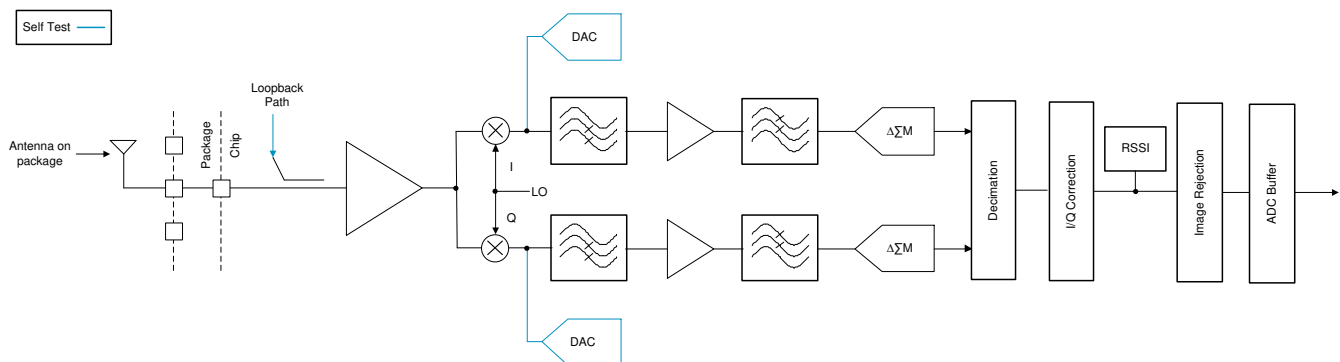 Self Test
DAC
Loopback
Path
Antenna on
package
Package
Chip
I
LO
Q
ΔΣM
ΔΣM
DAC
Decimation
I/Q Correction
RSSI
Image Rejection
ADC Buffer